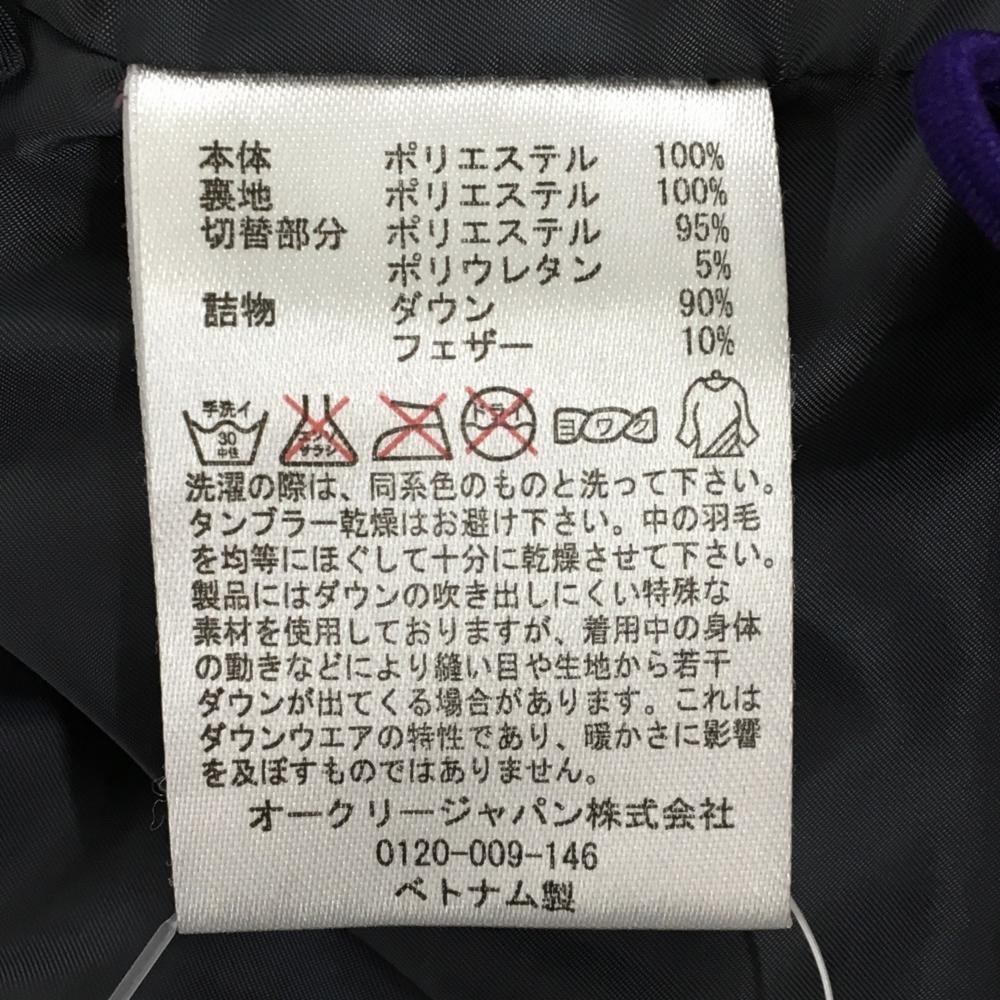 本体 ポリエステル 100%
裏地 ポリエステル 100%
切替部分 ポリエステル 95%
ポリウレタン 5%
詰物 ダウン 90%
フェザー 10%
手洗イ 30 中性 エンソ サラシ ドライ ヨワク
洗濯の際は、同系色のものと洗って下さい。
タンブラー乾燥はお避け下さい。中の羽毛
を均等にほぐして十分に乾燥させて下さい。
製品にはダウンの吹き出しにくい特殊な
素材を使用しておりますが、着用中の身体
の動きなどにより縫い目や生地から若干
ダウンが出てくる場合があります。これは
ダウンウエアの特性であり、暖かさに影響
を及ぼすものではありません。
オークリージャパン株式会社
0120-009-146
ベトナム製